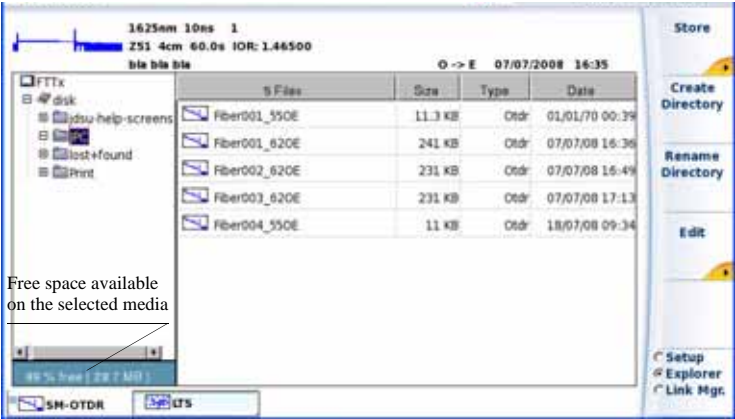 1625nm 10ns 1
Z51 4cm 60.0s IOR: 1.46500
bla bla bla O -> E 07/07/2008 16:35
FTTx
disk
jdsu-help-screens
PC
lost+found
Print
5 Files Size Type Date
Fiber001_55OE 11.3 KB Otdr 01/01/70 00:39
Fiber001_62OE 241 KB Otdr 07/07/08 16:36
Fiber002_62OE 231 KB Otdr 07/07/08 16:49
Fiber003_62OE 231 KB Otdr 07/07/08 17:13
Fiber004_55OE 11 KB Otdr 18/07/08 09:34
Free space available
on the selected media
% free
SM-OTDR
LTS
Store
Create
Directory
Rename
Directory
Edit
Setup
Explorer
Link Mgr.